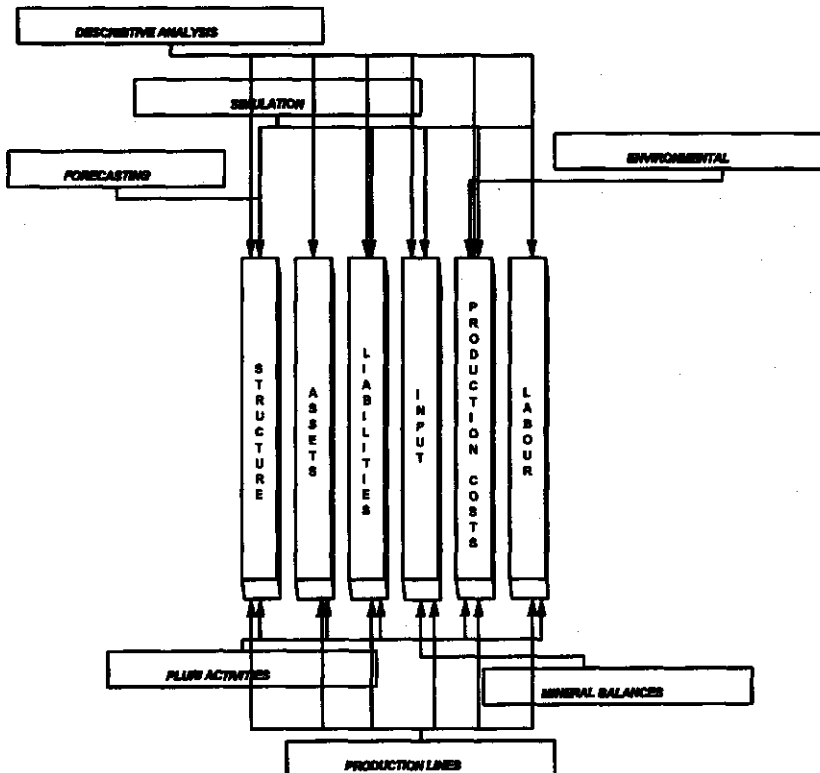 DESCRIPTIVE ANALYSIS
SIMULATION
ENVIRONMENTAL
FORECASTING
STRUCTURE
ASSETS
LIABILITIES
INPUT
PRODUCTION COSTS
LABOUR
PLURI ACTIVITIES
MINERAL BALANCES
PRODUCTION LINES